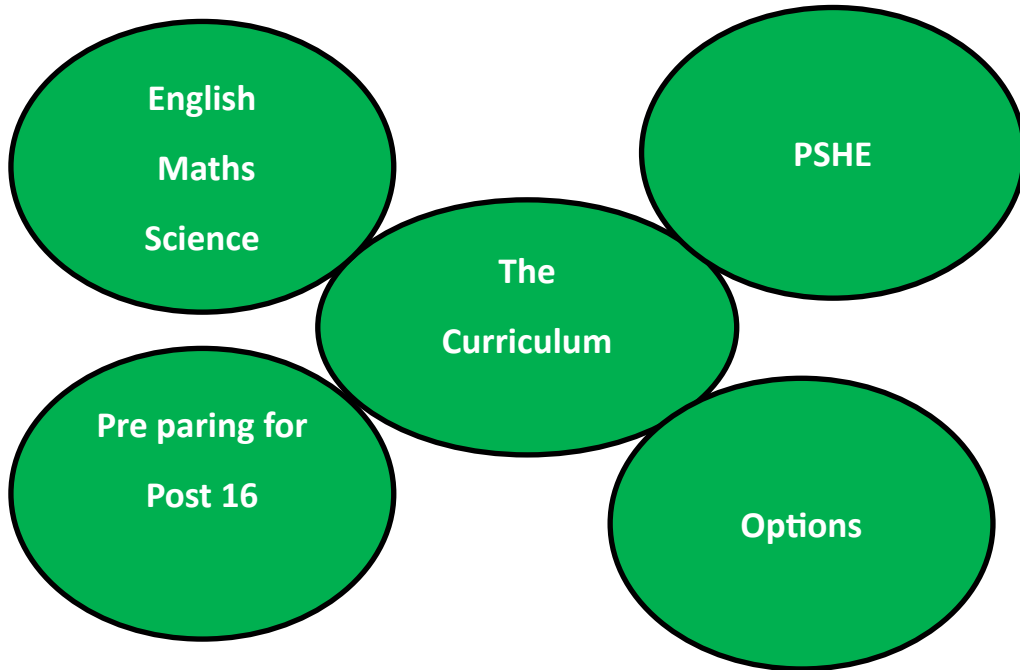 English
Maths
Science
PSHE
The
Curriculum
Pre paring for
Post 16
Options